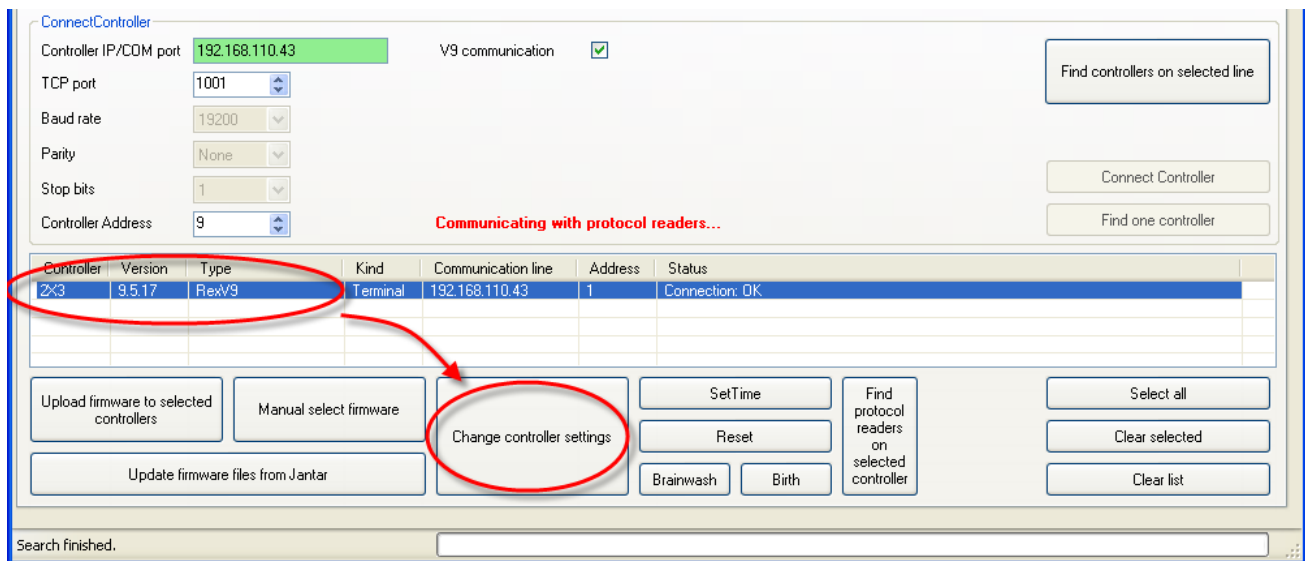 ConnectController
Controller IP/COM port 192.168.110.43 V9 communication
Find controllers on selected line
TCP port 1001
Baud rate 19200
Parity None
Connect Controller
Stop bits 1
Controller Address 9 Communicating with protocol readers... Find one controller
Controller Version Type Kind Communication line Address Status
2X3 9.5.17 RexV9 Terminal 192.168.110.43 1 Connection: OK
Upload firmware to selected
controllers
Manual select firmware
Update firmware files from Jantar
Change controller settings
SetTime
Reset
Brainwash Birth
Find
protocol
readers
on
selected
controller
Select all
Clear selected
Clear list
Search finished.